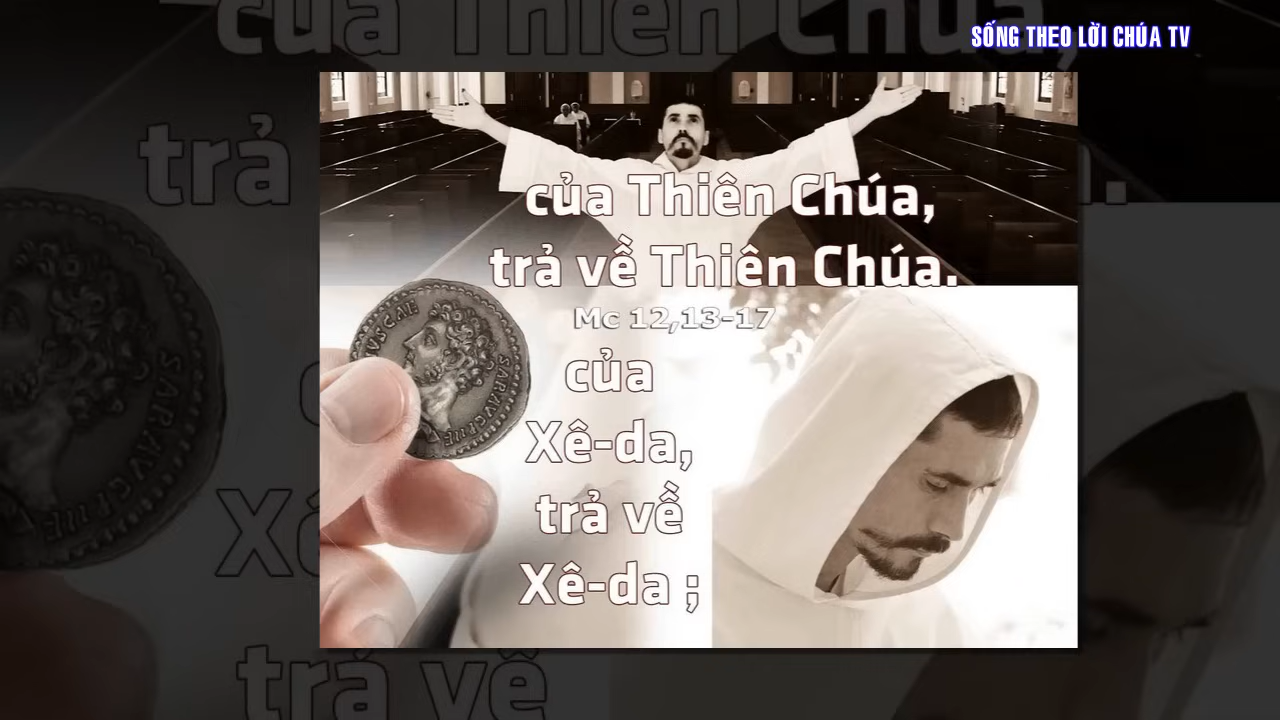 SỐNG THEO LỜI CHÚA TV
của Thiên Chúa,
trả về Thiên Chúa.
Mc 12,13-17
của
Xê-da,
trả về
Xê-da ;